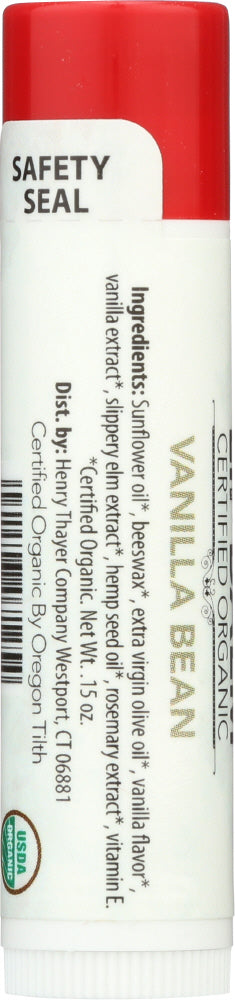 SAFETY
SEAL
CERTIFIED ORGANIC
VANILLA BEAN
Ingredients: Sunflower oil*, beeswax*, extra virgin olive oil*, vanilla flavor*,
vanilla extract*, slippery elm extract*, hemp seed oil*, rosemary extract*, vitamin E.
*Certified Organic. Net Wt. .15 oz.
Dist. by: Henry Thayer Company Westport, CT 06881
Certified Organic By Oregon Tilth
USDA
ORGANIC